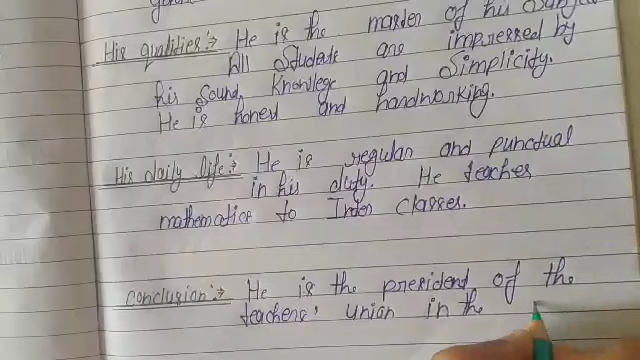 His qualities:→ He is the master of his
All students are impressed by
his sound knowlege and simplicity.
He is honest and handworking.
His daily life:→ He is regular and punctual
in his duty. He teaches
mathematics to Inter classes.
Conclusion:→ He is the president of the
teachers' union in the